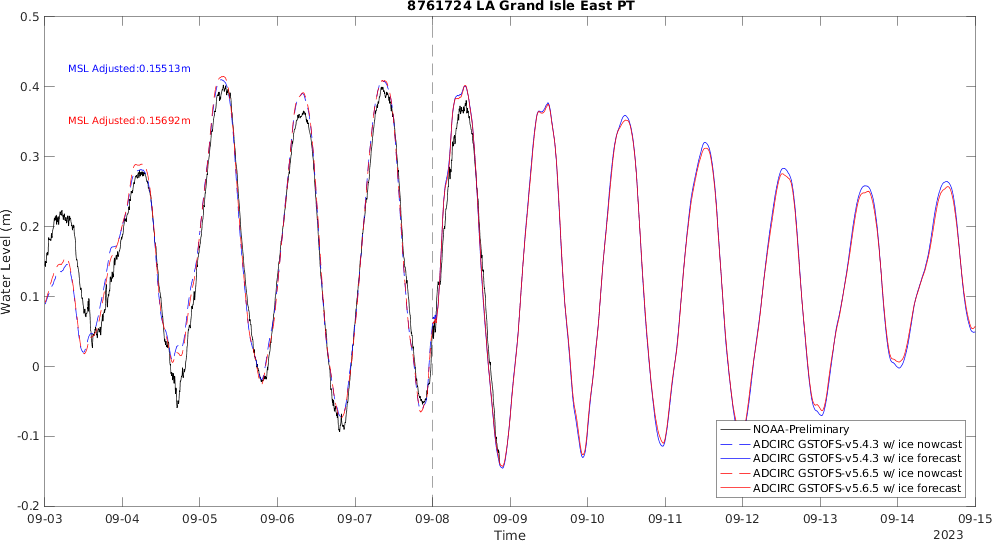 8761724 LA Grand Isle East PT
0.5
0.4
0.3
0.2
0.1
0
-0.1
-0.2
Water Level (m)
MSL Adjusted:0.15513m
MSL Adjusted:0.15692m
NOAA-Preliminary
ADCIRC GSTOFS-v5.4.3 w/ ice nowcast
ADCIRC GSTOFS-v5.4.3 w/ ice forecast
ADCIRC GSTOFS-v5.6.5 w/ ice nowcast
ADCIRC GSTOFS-v5.6.5 w/ ice forecast
09-03 09-04 09-05 09-06 09-07 09-08 09-09 09-10 09-11 09-12 09-13 09-14 09-15
Time
2023